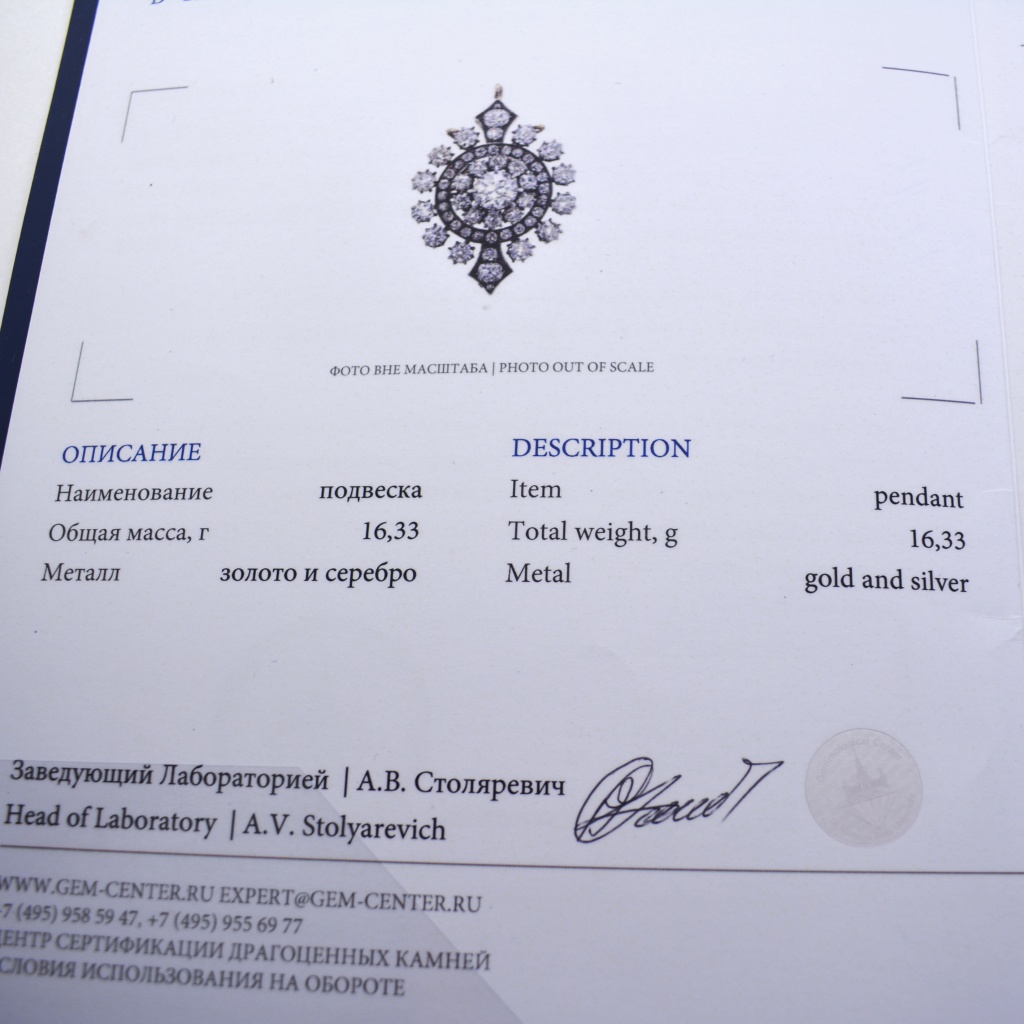 ФОТО ВНЕ МАСШТАБА | PHOTO OUT OF SCALE
ОПИСАНИЕ
Наименование подвеска
Общая масса, г 16,33
Металл золото и серебро
DESCRIPTION
Item pendant
Total weight, g 16,33
Metal gold and silver
Заведующий Лабораторией | А.В. Столяревич
Head of Laboratory | A.V. Stolyarevich
WWW.GEM-CENTER.RU EXPERT@GEM-CENTER.RU
+7 (495) 958 59 47, +7 (495) 955 69 77
ЦЕНТР СЕРТИФИКАЦИИ ДРАГОЦЕННЫХ КАМНЕЙ
СЛОВИЯ ИСПОЛЬЗОВАНИЯ НА ОБОРОТЕ